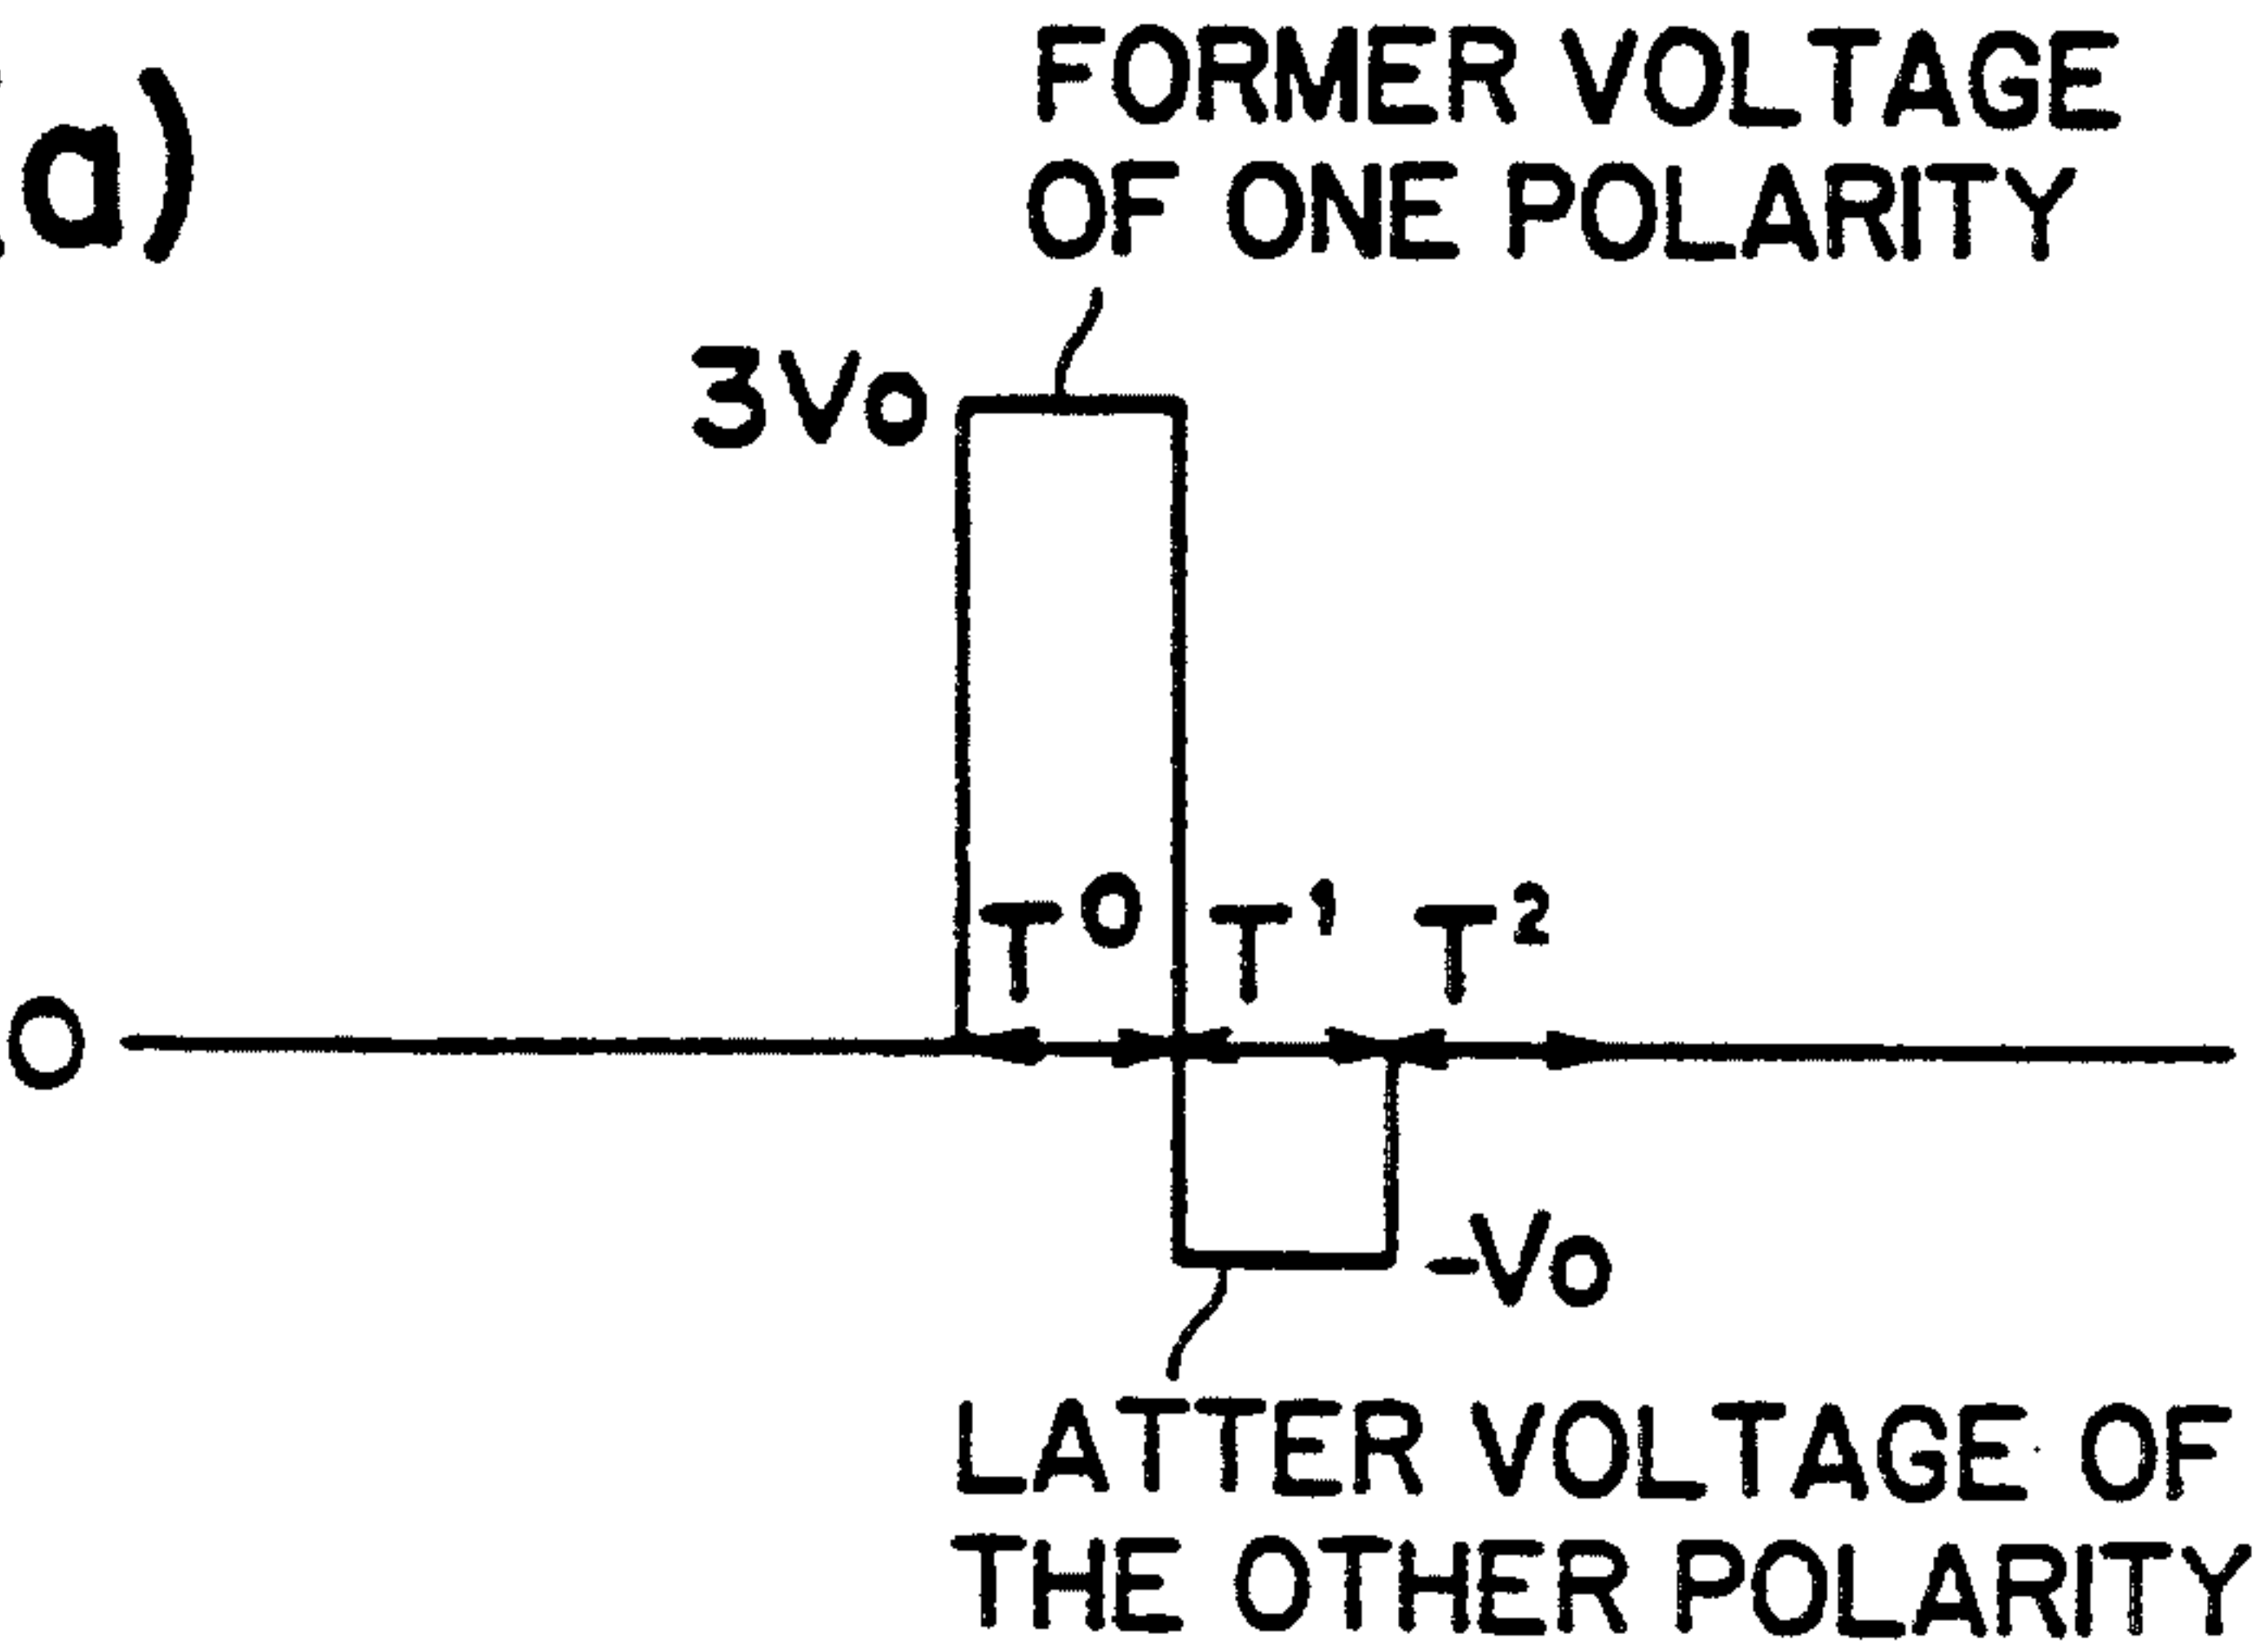 a)
FORMER VOLTAGE
OF ONE POLARITY
3Vo
T⁰ T¹ T²
0
-Vo
LATTER VOLTAGE OF
THE OTHER POLARITY